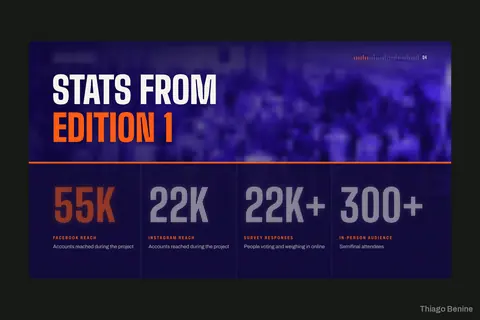 STATS FROM
EDITION 1
55K
FACEBOOK REACH
Accounts reached during the project
22K
INSTAGRAM REACH
Accounts reached during the project
22K+
SURVEY RESPONSES
People voting and weighing in online
300+
IN-PERSON AUDIENCE
Semifinal attendees
Thiago Benine